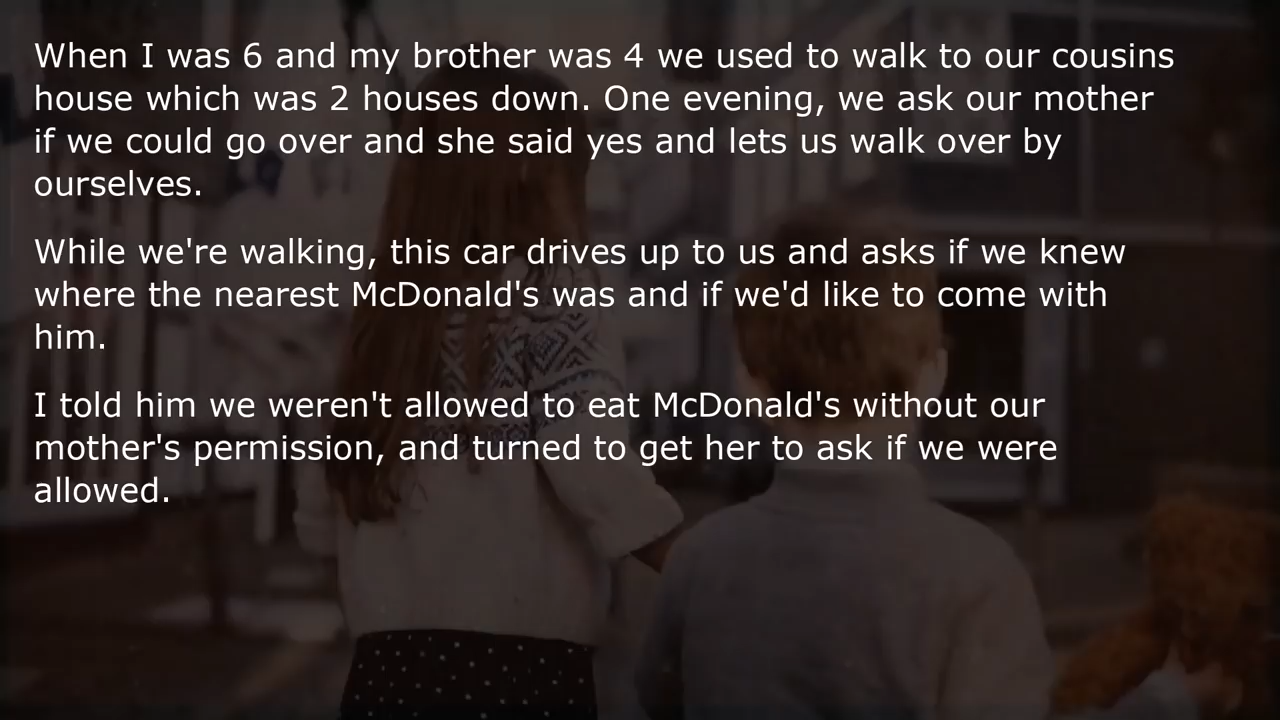 When I was 6 and my brother was 4 we used to walk to our cousins
house which was 2 houses down. One evening, we ask our mother
if we could go over and she said yes and lets us walk over by
ourselves.
While we're walking, this car drives up to us and asks if we knew
where the nearest McDonald's was and if we'd like to come with
him.
I told him we weren't allowed to eat McDonald's without our
mother's permission, and turned to get her to ask if we were
allowed.